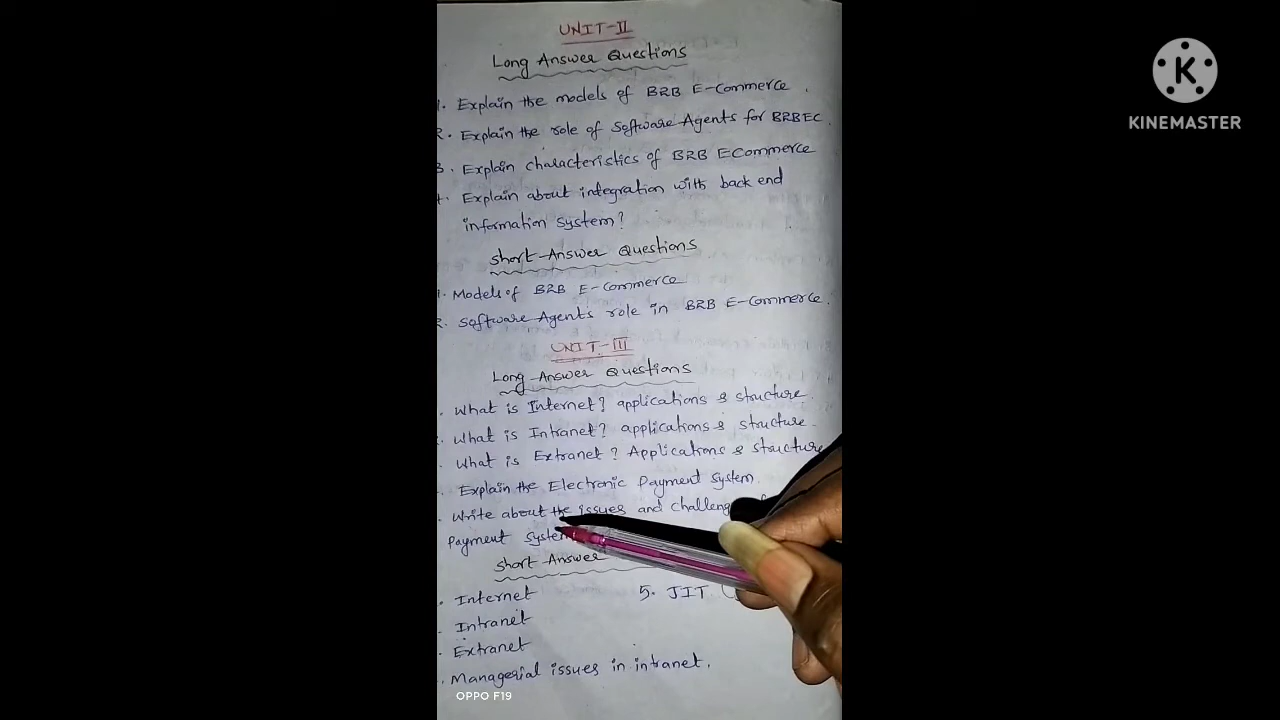 UNIT-II
Long Answer Questions
1. Explain the models of B2B E-Commerce.
2. Explain the role of Software Agents for B2BEC.
3. Explain characteristics of B2B ECommerce
4. Explain about integration with back end
information system?
Short Answer Questions
1. Models of B2B E-Commerce
2. Software Agents role in B2B E-Commerce.
UNIT-III
Long Answer Questions
. What is Internet? applications & structure.
. What is Intranet? applications & structure.
. What is Extranet? Applications & structure
. Explain the Electronic Payment System.
. Write about the issues and
Payment System
Short Answer
. Internet
5. JIT
. Intranet
. Extranet
. Managerial issues in intranet.
KINEMASTER
OPPO F19